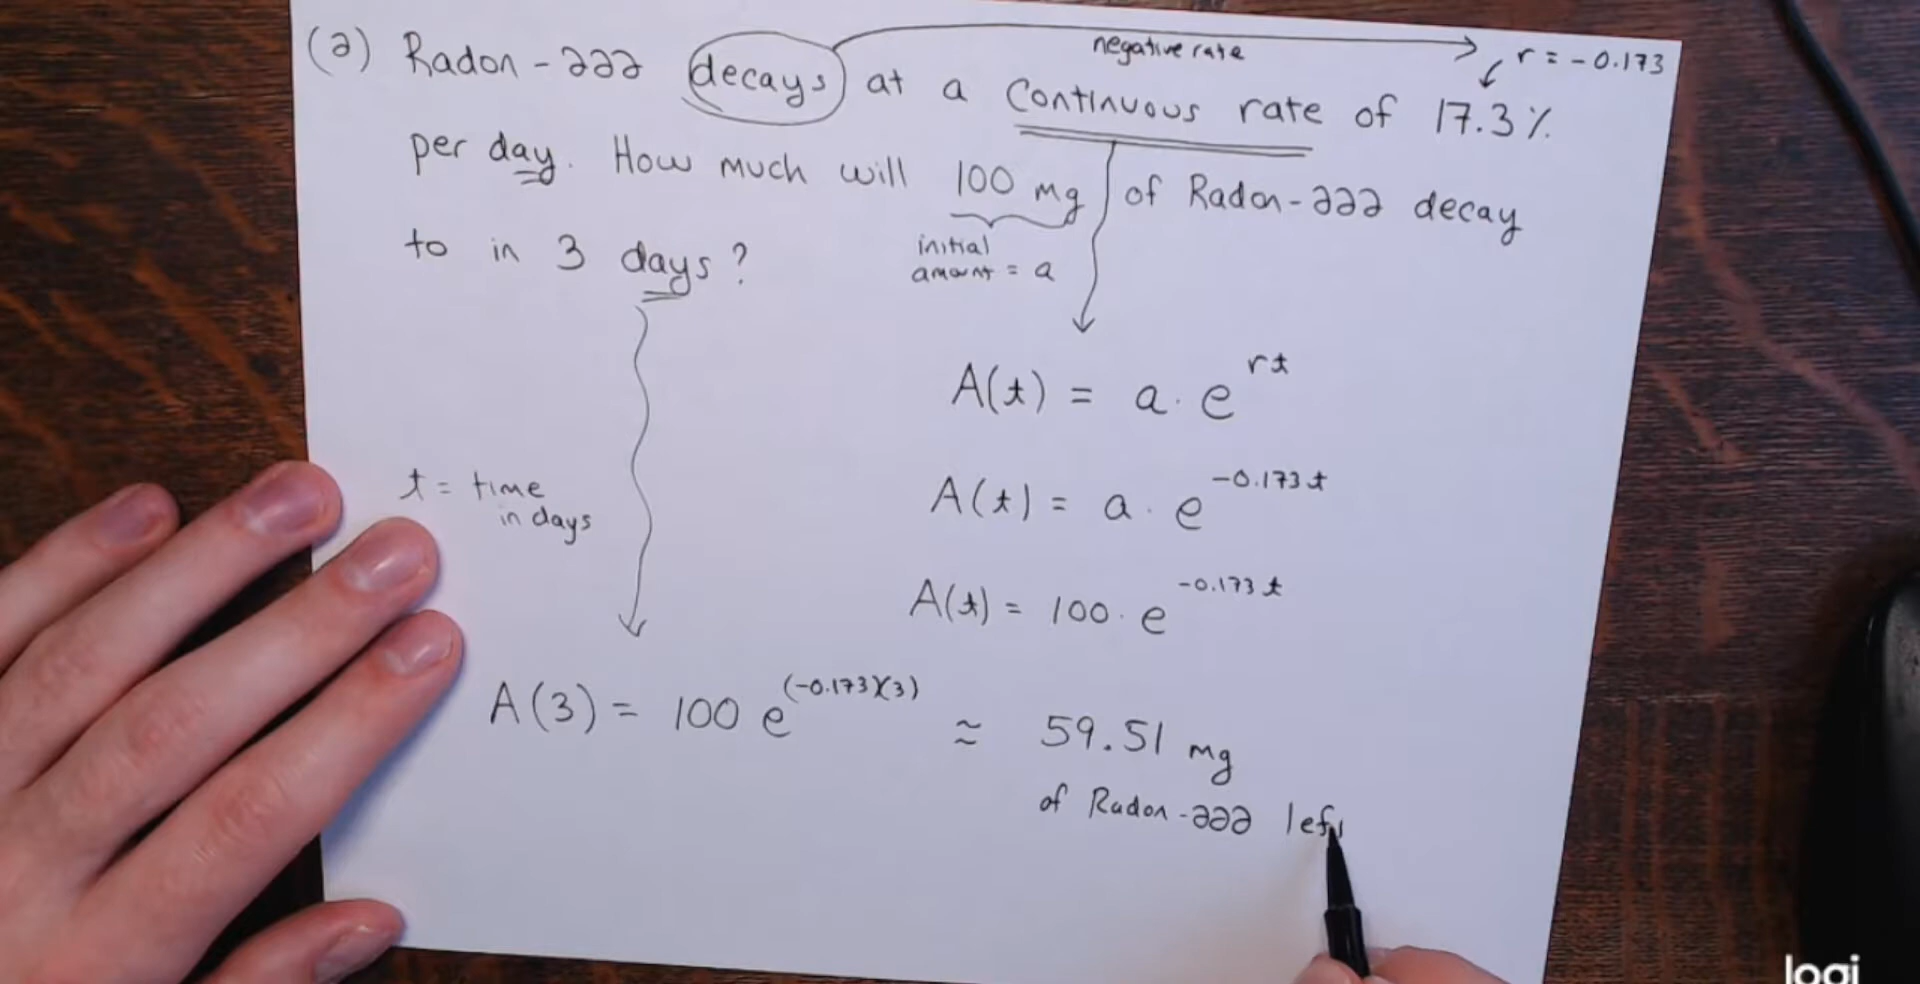 (2) Radon-222 decays at a continuous rate of 17.3%
negative rate
r = -0.173
per day. How much will 100 mg of Radon-222 decay
to in 3 days?
initial
amount = a
A(t) = a · e^rt
t = time
in days
A(t) = a · e^-0.173t
A(t) = 100 · e^-0.173t
A(3) = 100 e^(-0.173)(3) ≈ 59.51 mg
of Radon-222 left
logi